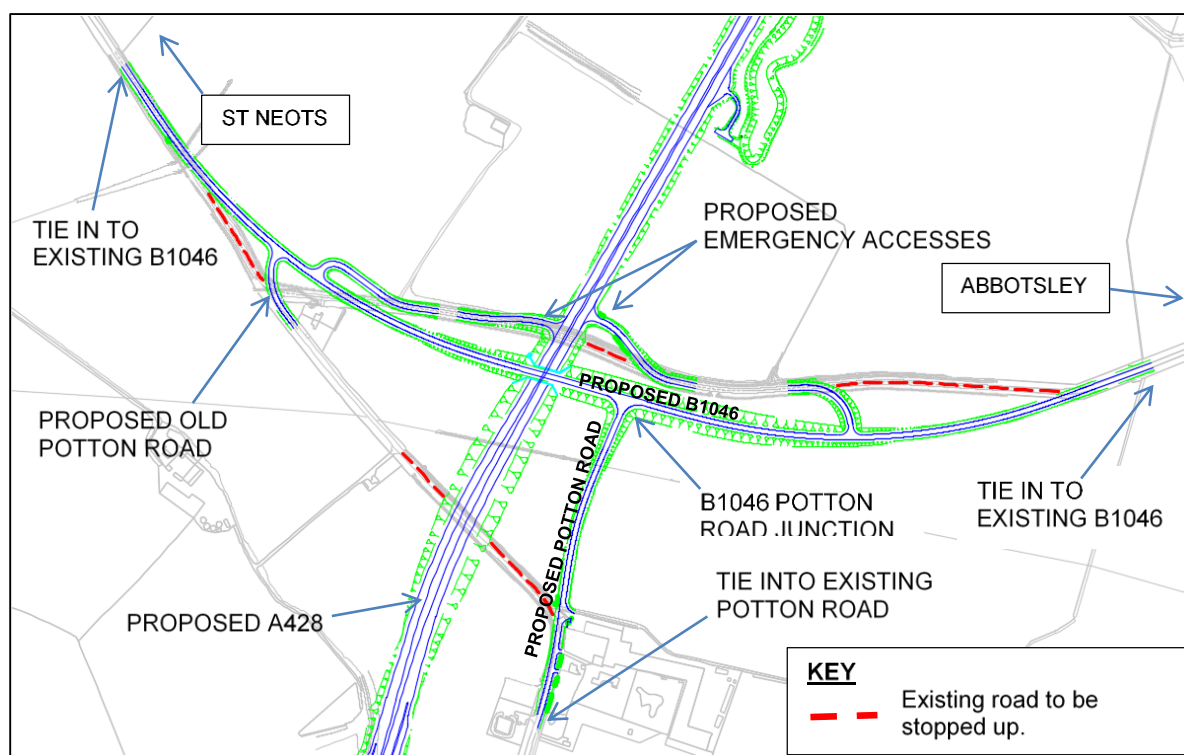 ST NEOTS
TIE IN TO
EXISTING B1046
PROPOSED
EMERGENCY ACCESSES
ABBOTSLEY
PROPOSED OLD
POTTON ROAD
PROPOSED B1046
PROPOSED POTTON ROAD
B1046 POTTON
ROAD JUNCTION
TIE IN TO
EXISTING B1046
PROPOSED A428
TIE INTO EXISTING
POTTON ROAD
KEY
Existing road to be
stopped up.